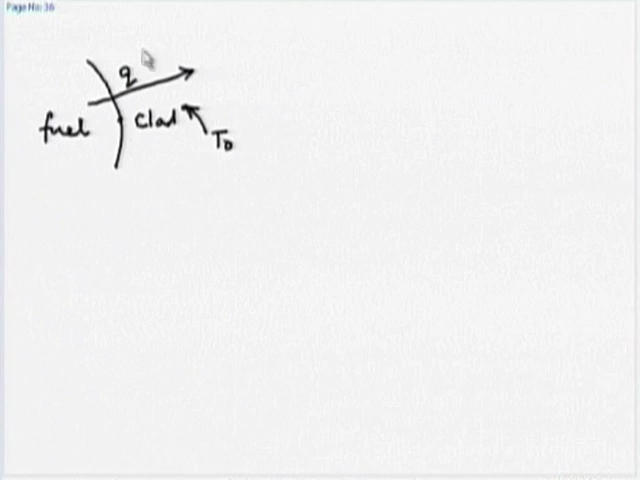 Page No: 36
q
fuel
clad
T₀